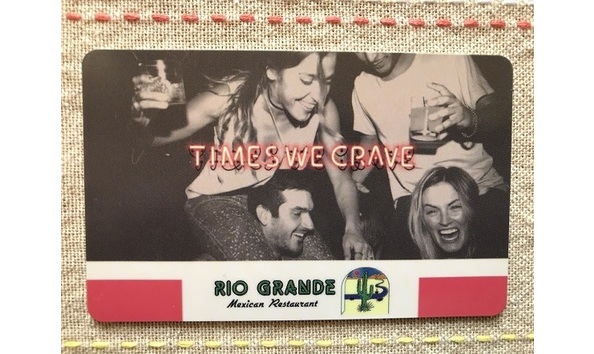 TIMES WE CRAVE
RIO GRANDE
Mexican Restaurant